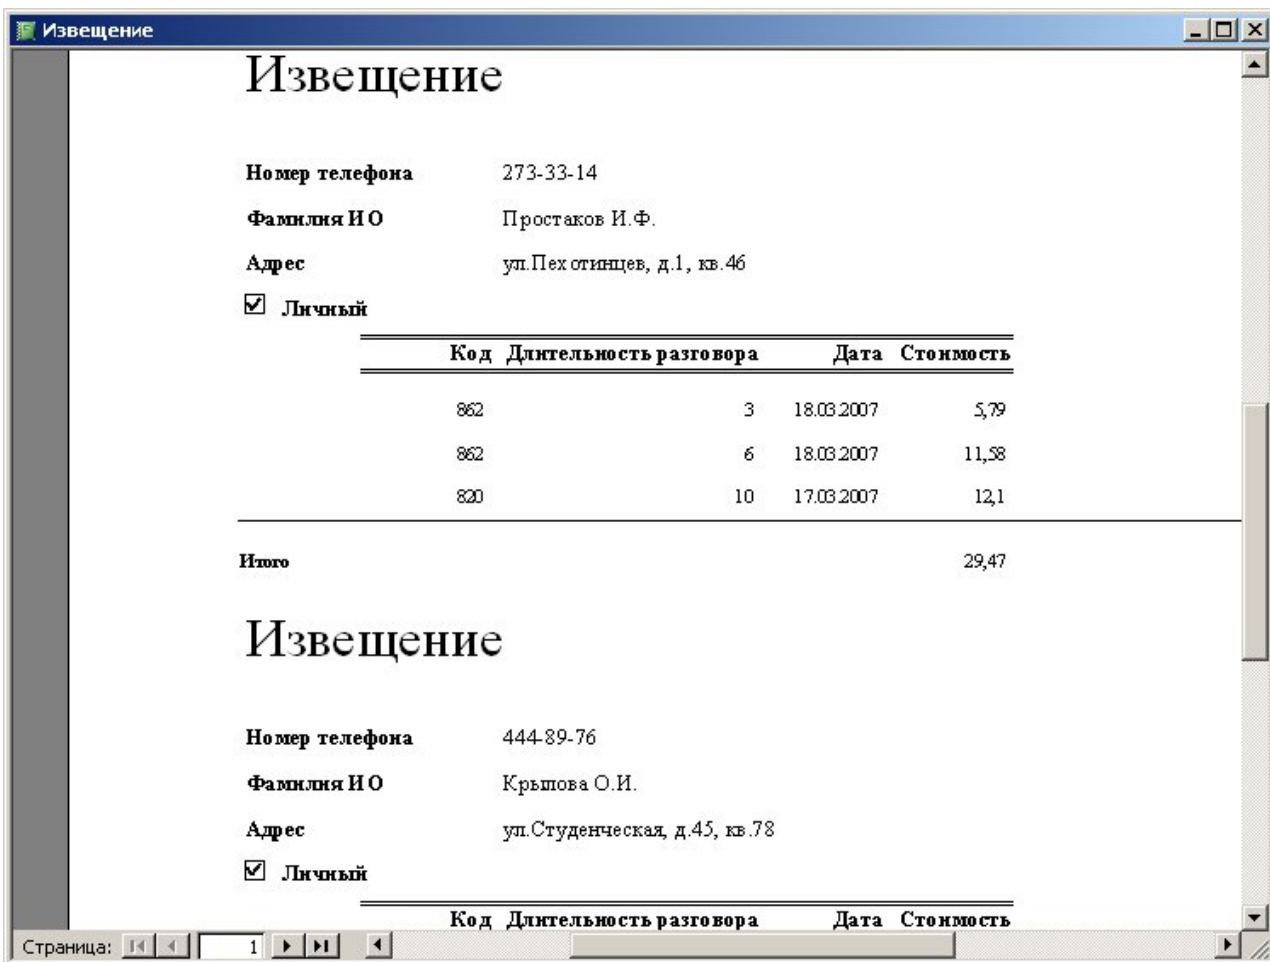 Извещение
Извещение
Номер телефона 273-33-14
Фамилия И О Простаков И.Ф.
Адрес ул.Пехотинцев, д.1, кв.46
Личный
Код Длительность разговора Дата Стоимость
862 3 18.03.2007 5,79
862 6 18.03.2007 11,58
820 10 17.03.2007 12,1
Итого 29,47
Извещение
Номер телефона 444-89-76
Фамилия И О Крылова О.И.
Адрес ул.Студенческая, д.45, кв.78
Личный
Код Длительность разговора Дата Стоимость
Страница: 1